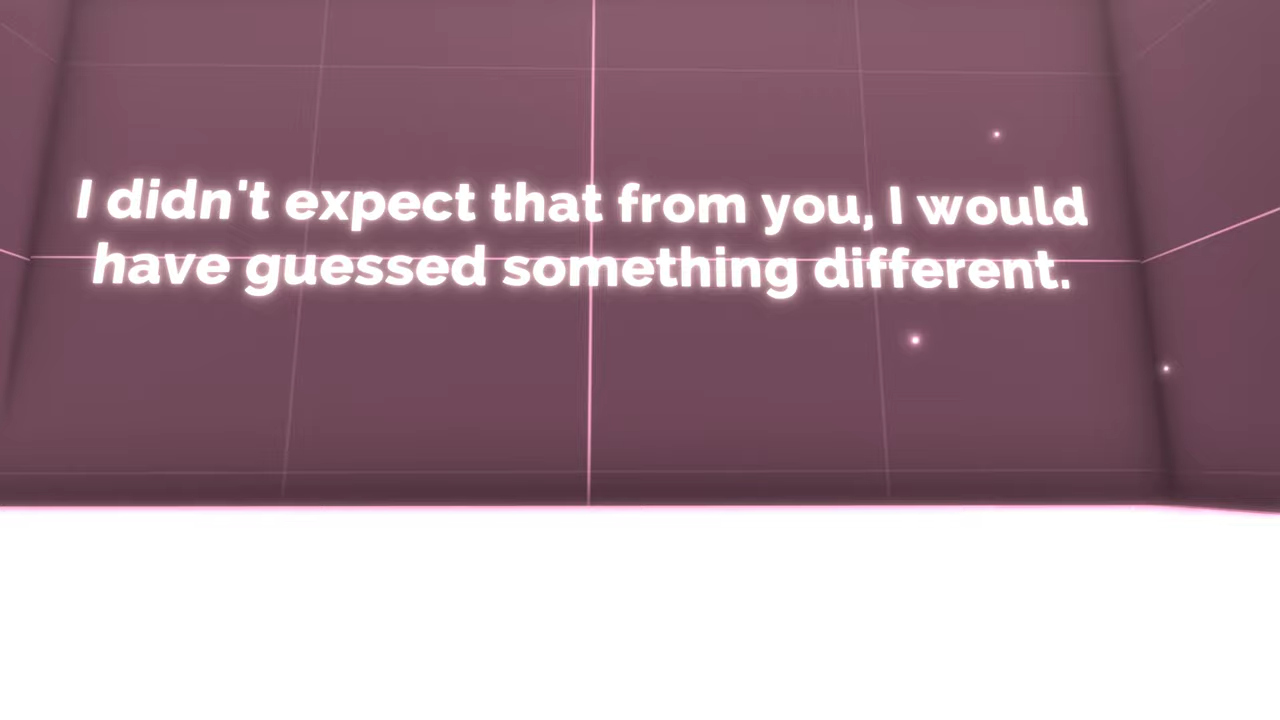 I didn't expect that from you, I would
have guessed something different.